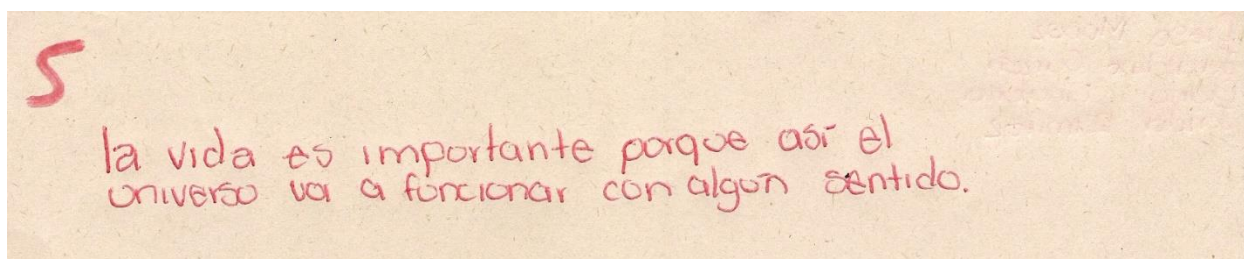 5
la vida es importante porque así el
universo va a funcionar con algún sentido.